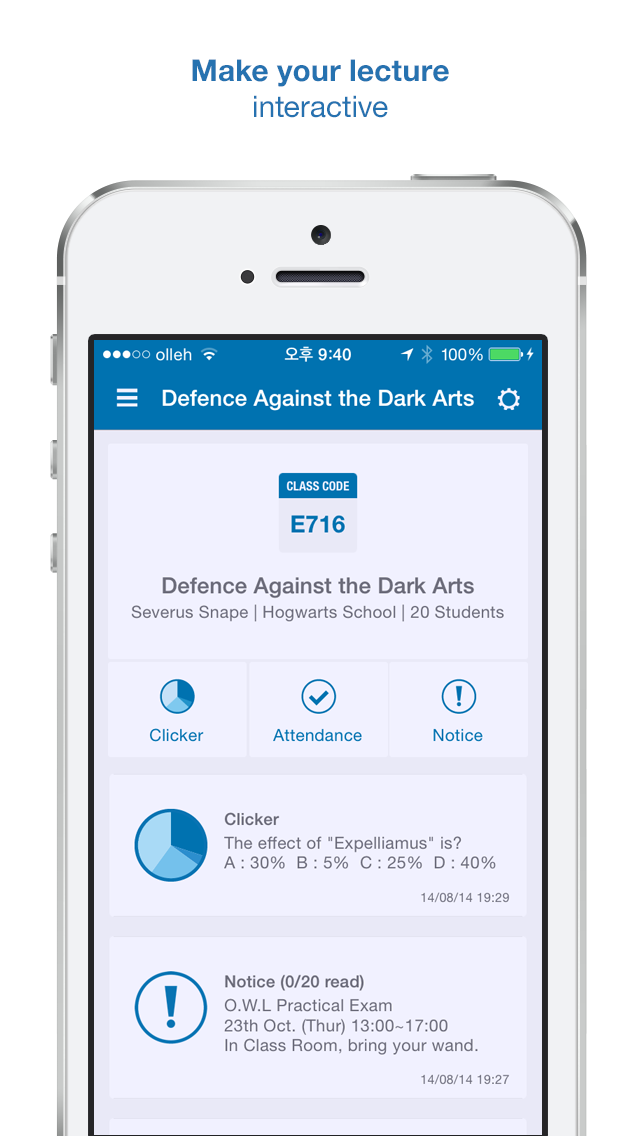 Make your lecture
interactive
olleh 오후 9:40 100%
Defence Against the Dark Arts
CLASS CODE
E716
Defence Against the Dark Arts
Severus Snape | Hogwarts School | 20 Students
Clicker Attendance Notice
Clicker
The effect of "Expelliamus" is?
A : 30% B : 5% C : 25% D : 40%
14/08/14 19:29
Notice (0/20 read)
O.W.L Practical Exam
23th Oct. (Thur) 13:00~17:00
In Class Room, bring your wand.
14/08/14 19:27